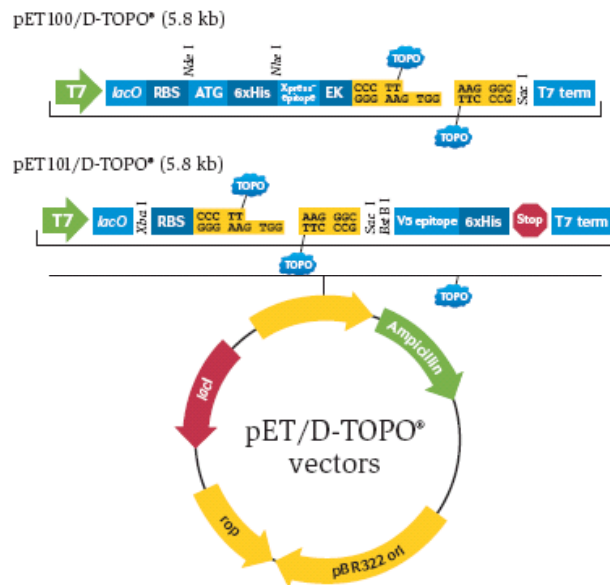 pET100/D-TOPO® (5.8 kb)
Nde I
Nhe I
TOPO
T7 lacO RBS ATG 6xHis Xpress™ epitope EK CCC TT AAG GGC Sac I T7 term
GGG AAG TGG TTC CCG
TOPO
pET101/D-TOPO® (5.8 kb)
TOPO
T7 lacO Xba I RBS CCC TT AAG GGC Sac I BstB I V5 epitope 6xHis Stop T7 term
GGG AAG TGG TTC CCG
TOPO
TOPO
Ampicillin
lacI
pET/D-TOPO®
vectors
rop
pBR322 ori